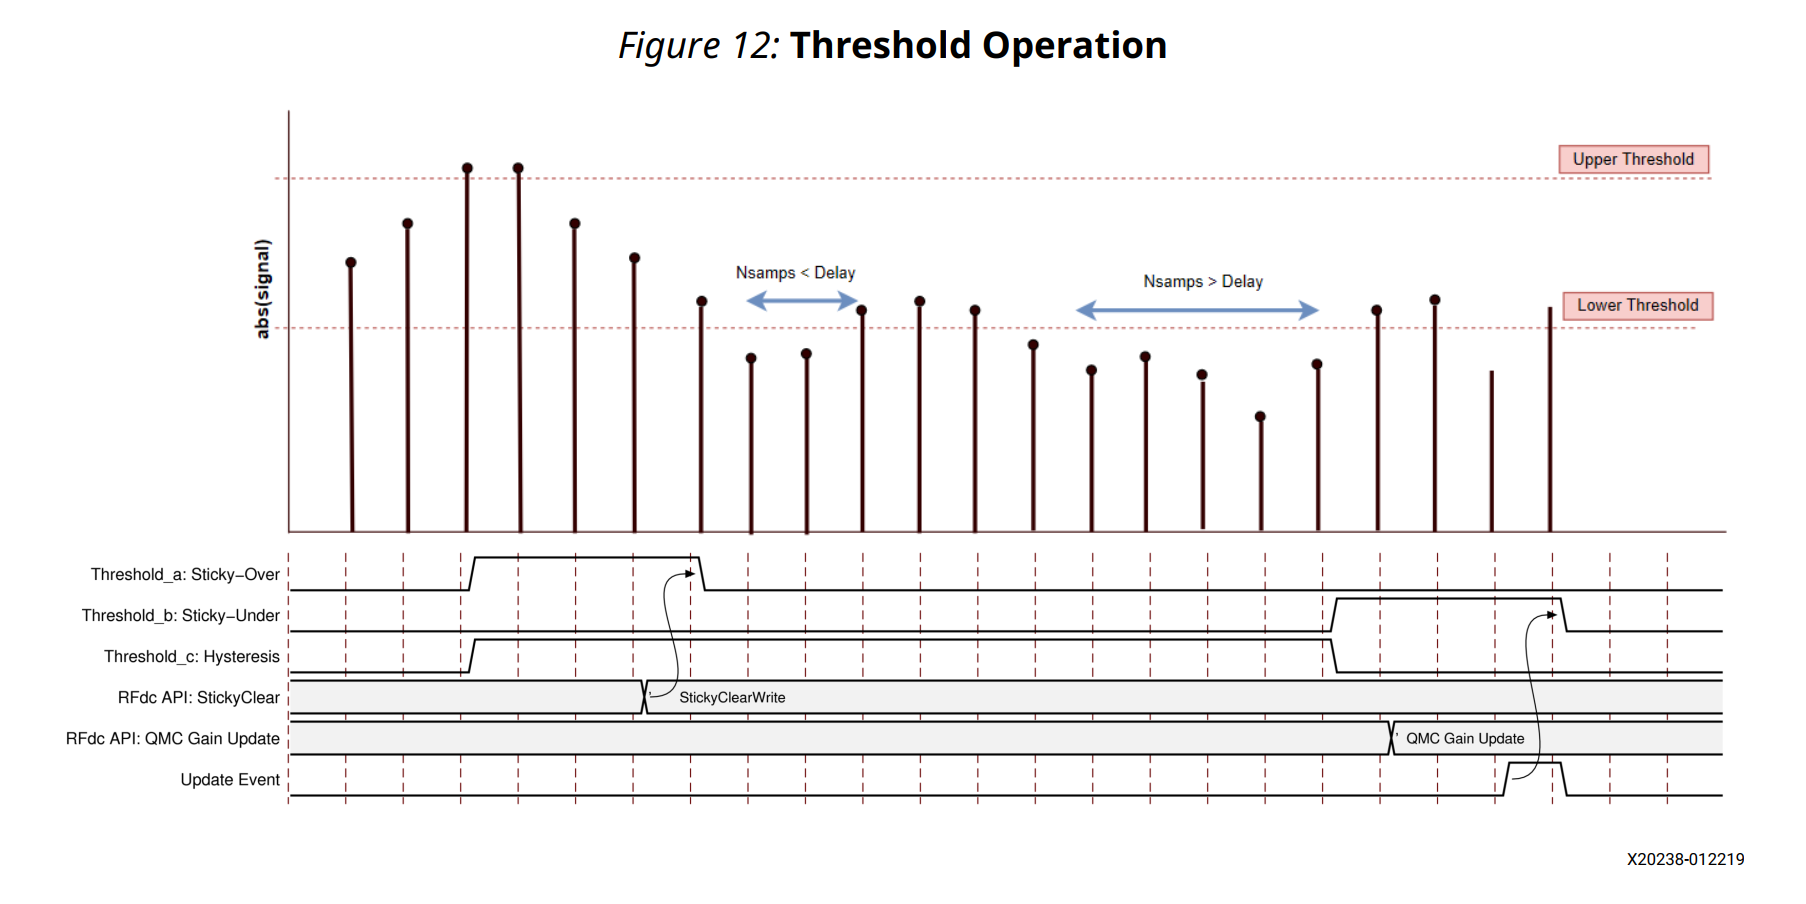 Figure 12: Threshold Operation
Upper Threshold
abs(signal)
Nsamps < Delay
Nsamps > Delay
Lower Threshold
Threshold_a: Sticky–Over
Threshold_b: Sticky–Under
Threshold_c: Hysteresis
RFdc API: StickyClear
StickyClearWrite
RFdc API: QMC Gain Update
QMC Gain Update
Update Event
X20238-012219